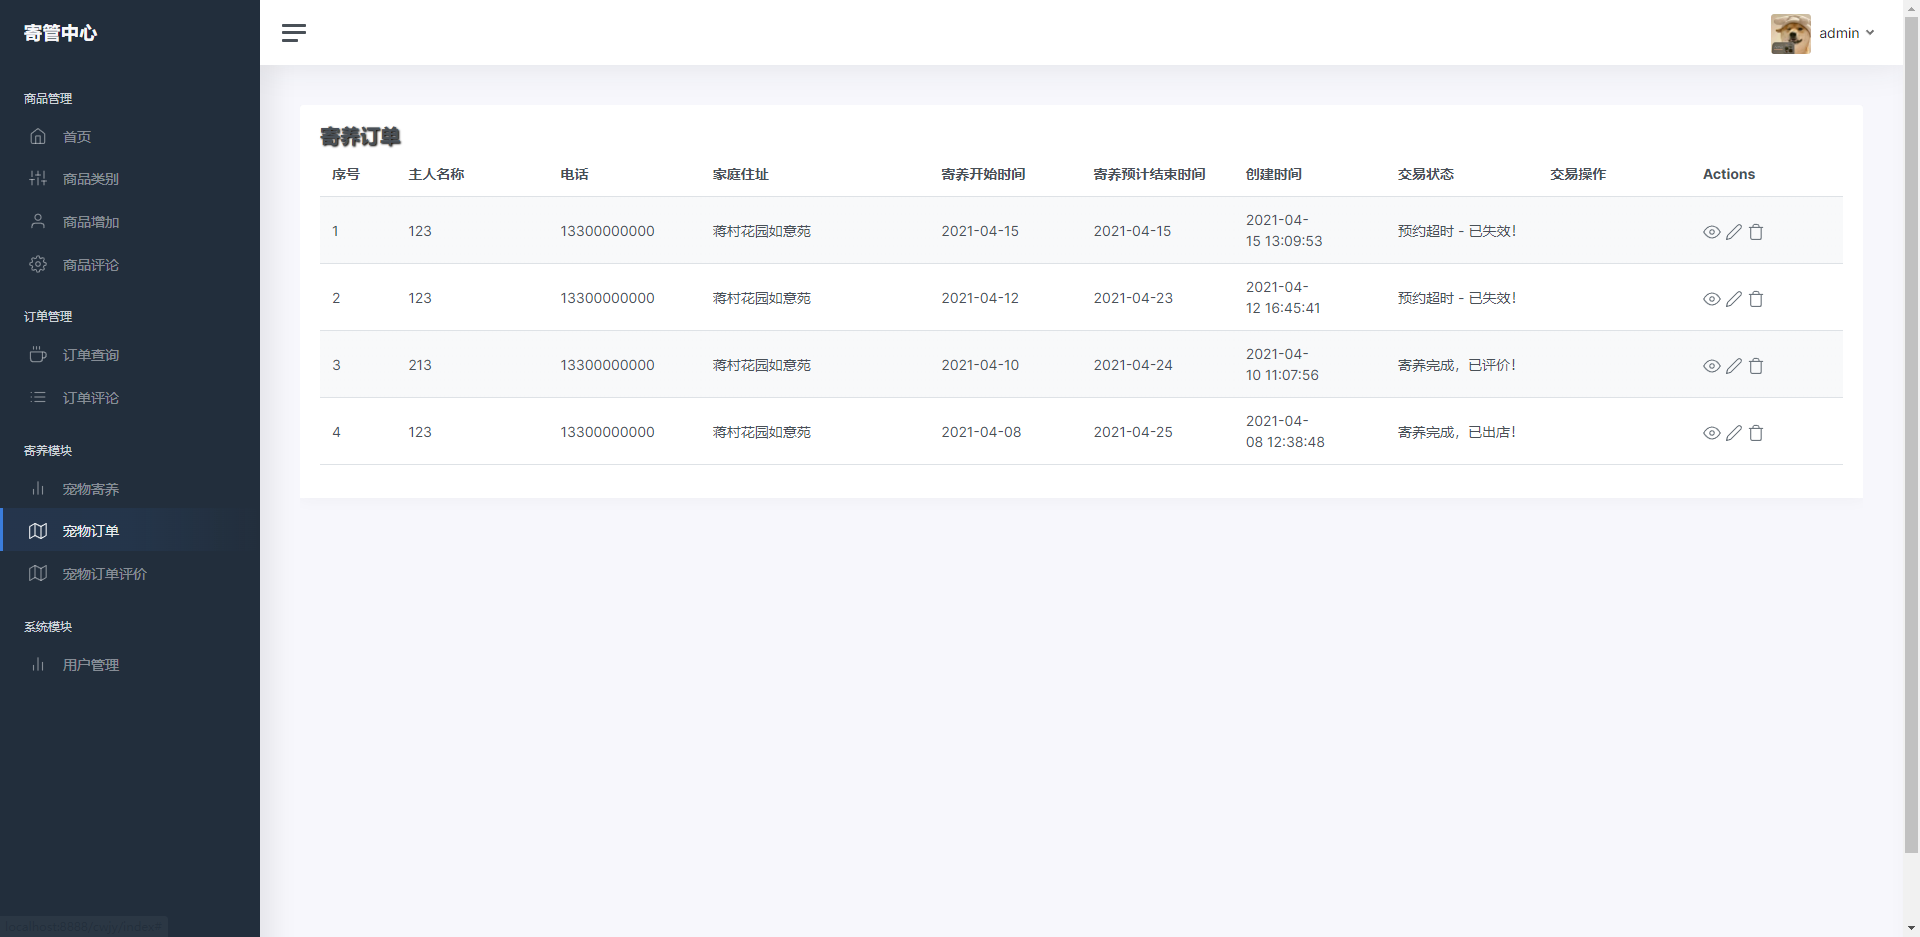 寄管中心
admin
商品管理
首页
商品类别
商品增加
商品评论
订单管理
订单查询
订单评论
寄养模块
宠物寄养
宠物订单
宠物订单评价
系统模块
用户管理
寄养订单
序号 主人名称 电话 家庭住址 寄养开始时间 寄养预计结束时间 创建时间 交易状态 交易操作 Actions
1 123 13300000000 蒋村花园如意苑 2021-04-15 2021-04-15 2021-04-15 13:09:53 预约超时 - 已失效!
2 123 13300000000 蒋村花园如意苑 2021-04-12 2021-04-23 2021-04-12 16:45:41 预约超时 - 已失效!
3 213 13300000000 蒋村花园如意苑 2021-04-10 2021-04-24 2021-04-10 11:07:56 寄养完成，已评价!
4 123 13300000000 蒋村花园如意苑 2021-04-08 2021-04-25 2021-04-08 12:38:48 寄养完成，已出店!